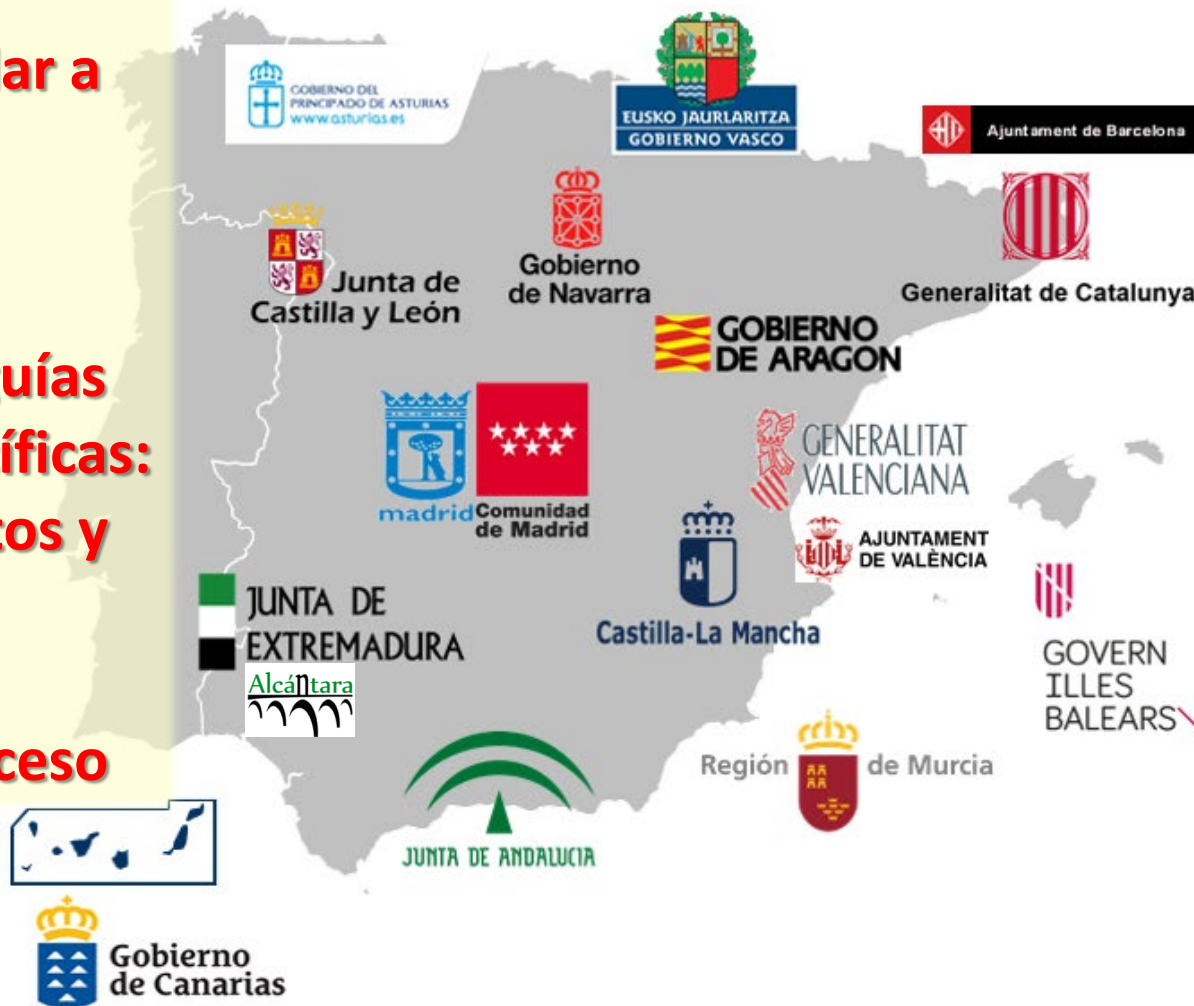 lar a
uías
íficas:
tos y
ceso
GOBIERNO DEL
PRINCIPADO DE ASTURIAS
www.asturias.es
EUSKO JAURLARITZA
GOBIERNO VASCO
Ajuntament de Barcelona
Junta de
Castilla y León
Gobierno
de Navarra
Generalitat de Catalunya
GOBIERNO
DE ARAGON
madrid
Comunidad
de Madrid
GENERALITAT
VALENCIANA
AJUNTAMENT
DE VALÈNCIA
Castilla-La Mancha
JUNTA DE
EXTREMADURA
Alcántara
GOVERN
ILLES
BALEARS
Región de Murcia
JUNTA DE ANDALUCIA
Gobierno
de Canarias